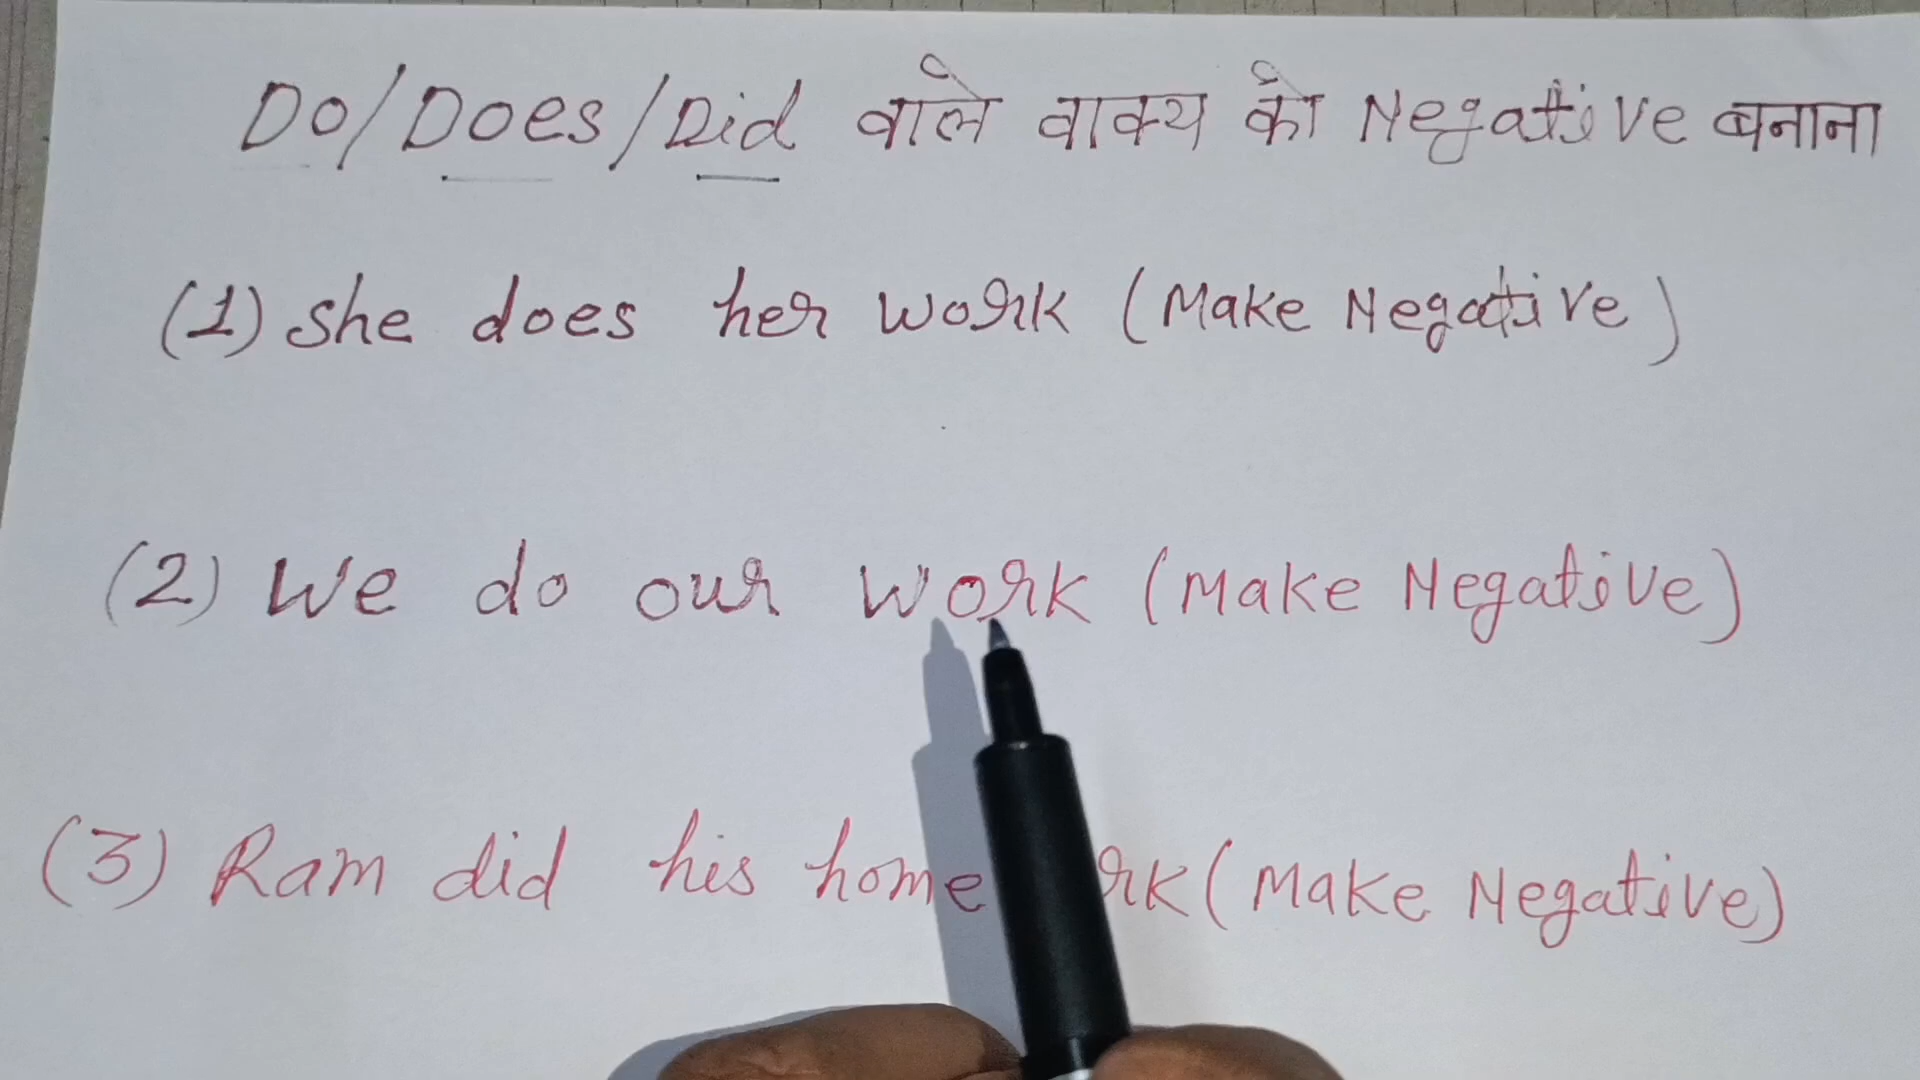 Do/Does/Did वाले वाक्य को Negative बनाना
(1) She does her work (Make Negative)
(2) We do our work (Make Negative)
(3) Ram did his home rk (Make Negative)